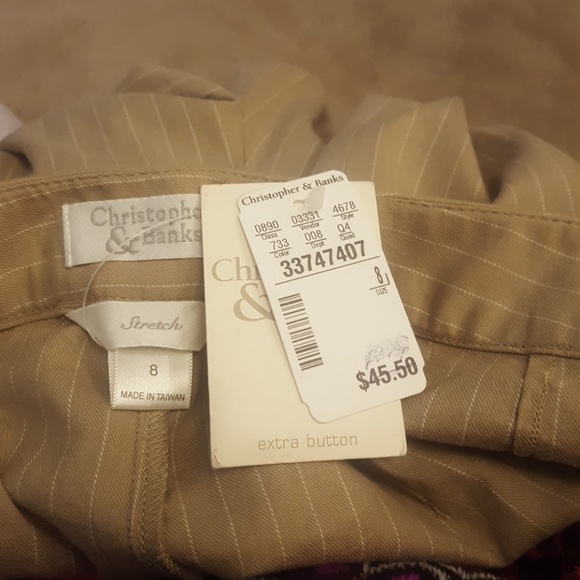 Christopher
& Banks
Stretch
8
MADE IN TAIWAN
Chr
&
extra button
Christopher & Banks
0890 03331 4678
Class Vendor Style
733 008 Q4
Color Dept Quad
33747407
8
SIZE
$45.50